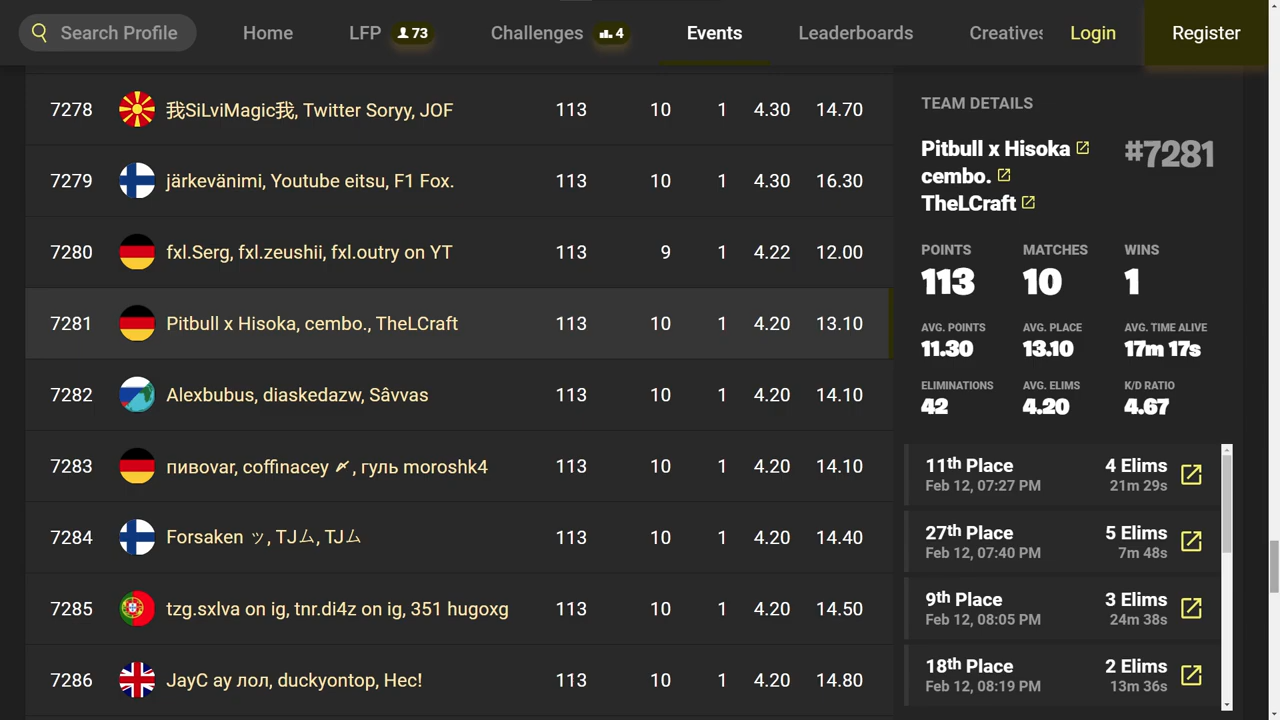 Search Profile Home LFP 73 Challenges 4 Events Leaderboards Creatives Login Register
7278 我SiLviMagic我, Twitter Soryy, JOF 113 10 1 4.30 14.70
7279 järkevänimi, Youtube eitsu, F1 Fox. 113 10 1 4.30 16.30
7280 fxl.Serg, fxl.zeushii, fxl.outry on YT 113 9 1 4.22 12.00
7281 Pitbull x Hisoka, cembo., TheLCraft 113 10 1 4.20 13.10
7282 Alexbubus, diaskedazw, Sâvvas 113 10 1 4.20 14.10
7283 пивоvar, coffinacey 〆, гуль moroshk4 113 10 1 4.20 14.10
7284 Forsaken ッ, TJム, TJム 113 10 1 4.20 14.40
7285 tzg.sxlva on ig, tnr.di4z on ig, 351 hugoxg 113 10 1 4.20 14.50
7286 JayC ау лол, duckyontop, Hec! 113 10 1 4.20 14.80
TEAM DETAILS
Pitbull x Hisoka #7281
cembo.
TheLCraft
POINTS MATCHES WINS
113 10 1
AVG. POINTS AVG. PLACE AVG. TIME ALIVE
11.30 13.10 17m 17s
ELIMINATIONS AVG. ELIMS K/D RATIO
42 4.20 4.67
11th Place 4 Elims
Feb 12, 07:27 PM 21m 29s
27th Place 5 Elims
Feb 12, 07:40 PM 7m 48s
9th Place 3 Elims
Feb 12, 08:05 PM 24m 38s
18th Place 2 Elims
Feb 12, 08:19 PM 13m 36s